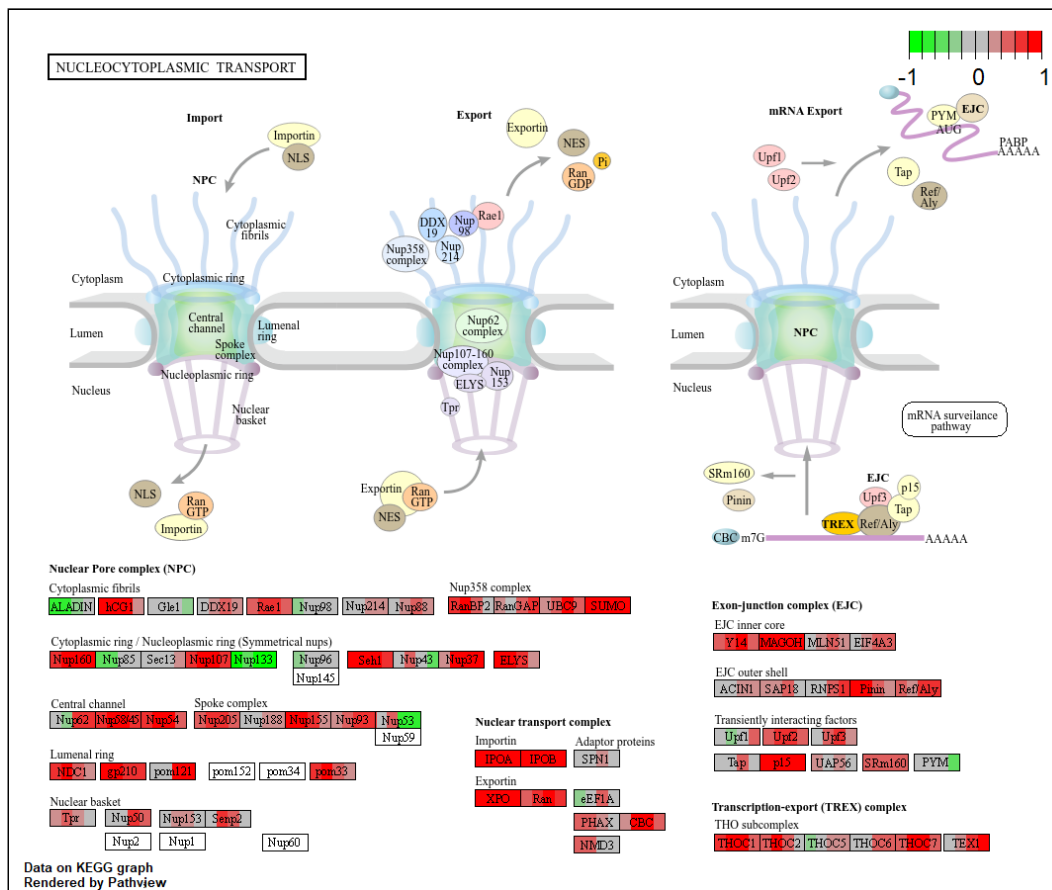 NUCLEOCYTOPLASMIC TRANSPORT
-1 0 1
Import
Importin
NLS
NPC
Cytoplasmic
fibrils
Cytoplasm
Cytoplasmic ring
Central
channel
Lumenal
ring
Lumen
Spoke
complex
Nucleoplasmic ring
Nucleus
Nuclear
basket
NLS
Ran
GTP
Importin
Export
Exportin
NES
Pi
Ran
GDP
DDX
19
Nup
98
Rae1
Nup
214
Nup358
complex
Nup62
complex
Nup107-160
complex
Nup
153
ELYS
Tpr
Exportin
Ran
GTP
NES
mRNA Export
PYM
EJC
AUG
PABP
AAAAA
Upf1
Upf2
Tap
Ref/
Aly
Cytoplasm
Lumen
NPC
Nucleus
mRNA surveilance
pathway
SRm160
Pinin
EJC
Upf3
p15
Tap
TREX
Ref/Aly
CBC
m7G
AAAAA
Nuclear Pore complex (NPC)
Cytoplasmic fibrils
ALADIN hCG1 Gle1 DDX19 Rae1 Nup98 Nup214 Nup88
Nup358 complex
RanBP2 RanGAP UBC9 SUMO
Cytoplasmic ring / Nucleoplasmic ring (Symmetrical nups)
Nup160 Nup85 Sec13 Nup107 Nup133 Nup96 Seh1 Nup43 Nup37 ELYS
Nup145
Central channel
Nup62 Nup58/45 Nup54
Spoke complex
Nup205 Nup188 Nup155 Nup93 Nup53
Nup59
Lumenal ring
NDC1 gp210 pom121 pom152 pom34 pom33
Nuclear basket
Tpr Nup50 Nup153 Senp2
Nup2 Nup1 Nup60
Nuclear transport complex
Importin
IPOA IPOB
Adaptor proteins
SPN1
Exportin
XPO Ran
eEF1A
PHAX CBC
NMD3
Exon-junction complex (EJC)
EJC inner core
Y14 MAGOH MLN51 EIF4A3
EJC outer shell
ACIN1 SAP18 RNPS1 Pinin Ref/Aly
Transiently interacting factors
Upf1 Upf2 Upf3
Tap p15 UAP56 SRm160 PYM
Transcription-export (TREX) complex
THO subcomplex
THOC1 THOC2 THOC5 THOC6 THOC7 TEX1
Data on KEGG graph
Rendered by Pathview